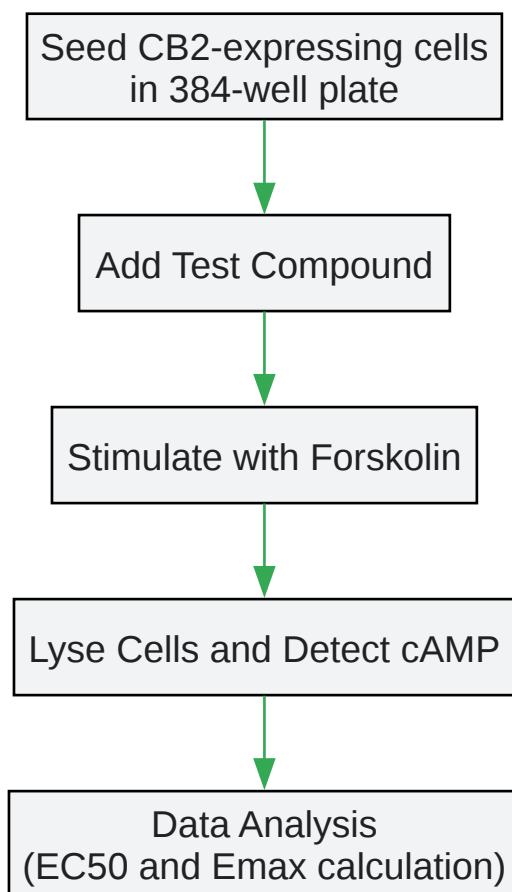 Seed CB2-expressing cells
in 384-well plate
Add Test Compound
Stimulate with Forskolin
Lyse Cells and Detect cAMP
Data Analysis
(EC50 and Emax calculation)